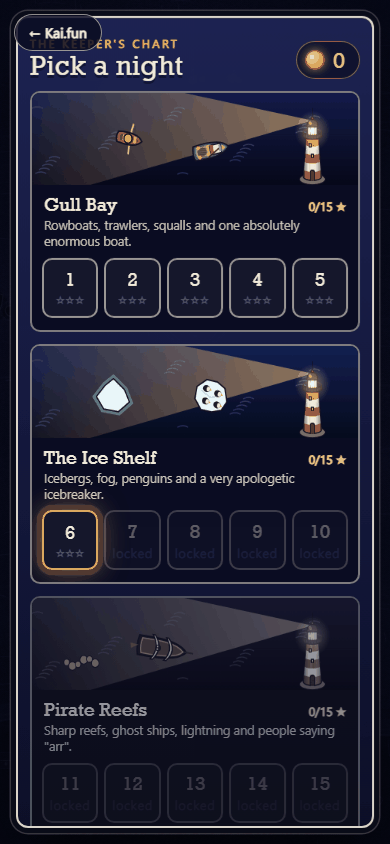 ← Kai.fun
THE KEEPER'S CHART
Pick a night
0
Gull Bay
0/15 ★
Rowboats, trawlers, squalls and one absolutely
enormous boat.
1 2 3 4 5
☆☆☆ ☆☆☆ ☆☆☆ ☆☆☆ ☆☆☆
The Ice Shelf
0/15 ★
Icebergs, fog, penguins and a very apologetic
icebreaker.
6 7 8 9 10
☆☆☆ locked locked locked locked
Pirate Reefs
0/15 ★
Sharp reefs, ghost ships, lightning and people saying
"arr".
11 12 13 14 15
locked locked locked locked locked